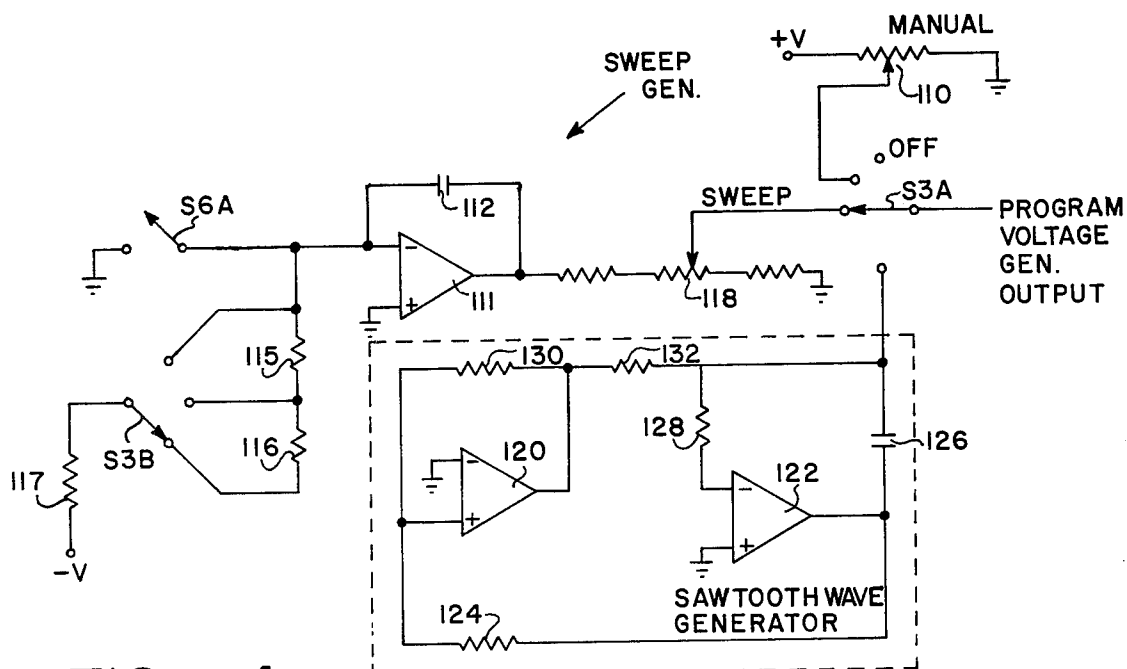 MANUAL
+V
110
SWEEP
GEN.
OFF
S6A
112
SWEEP
S3A
PROGRAM
VOLTAGE
GEN.
OUTPUT
111
118
115
130
132
116
128
126
S3B
117
120
122
-V
SAWTOOTH WAVE
GENERATOR
124